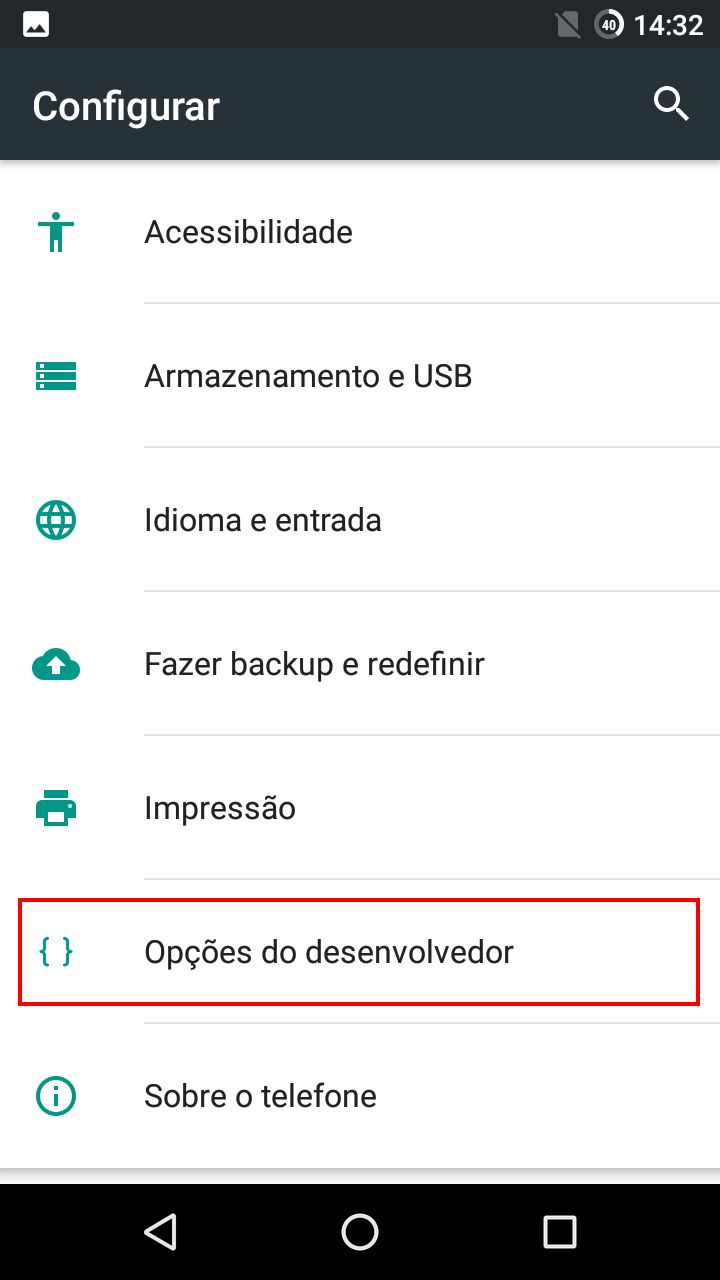 40 14:32
Configurar
Acessibilidade
Armazenamento e USB
Idioma e entrada
Fazer backup e redefinir
Impressão
{ } Opções do desenvolvedor
Sobre o telefone